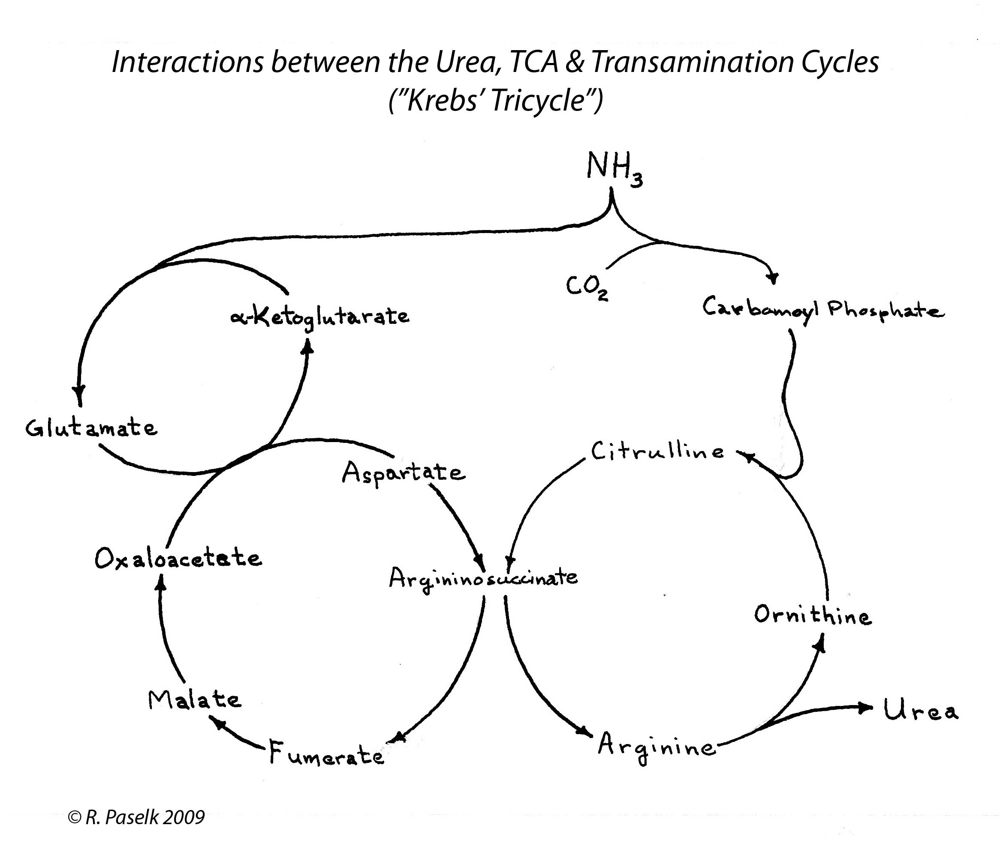 Interactions between the Urea, TCA & Transamination Cycles
("Krebs' Tricycle")
NH3
CO2
Carbamoyl Phosphate
α-Ketoglutarate
Glutamate
Citrulline
Aspartate
Oxaloacetate
Argininosuccinate
Ornithine
Malate
Urea
Arginine
Fumerate
© R. Paselk 2009